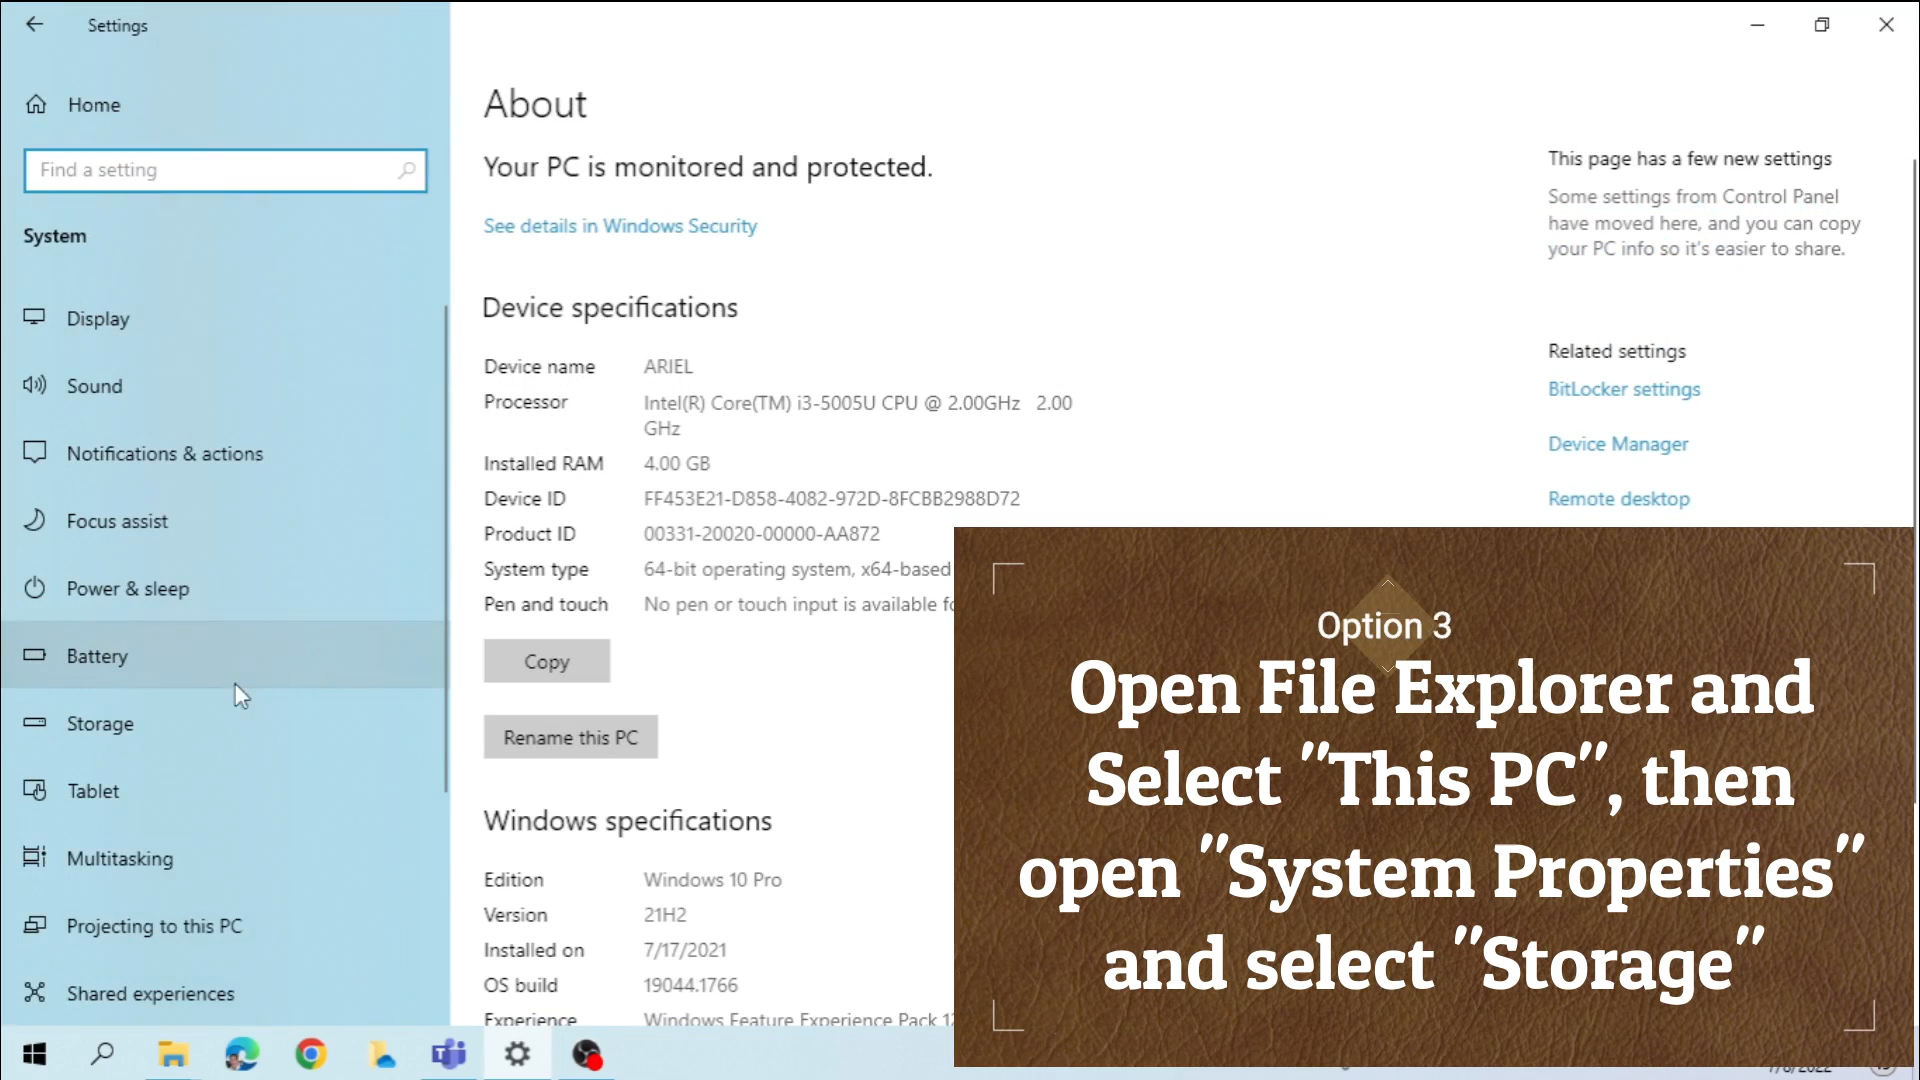 Settings
Home
Find a setting
System
Display
Sound
Notifications & actions
Focus assist
Power & sleep
Battery
Storage
Tablet
Multitasking
Projecting to this PC
Shared experiences
About
Your PC is monitored and protected.
See details in Windows Security
Device specifications
Device name ARIEL
Processor Intel(R) Core(TM) i3-5005U CPU @ 2.00GHz 2.00
GHz
Installed RAM 4.00 GB
Device ID FF453E21-D858-4082-972D-8FCBB2988D72
Product ID 00331-20020-00000-AA872
System type 64-bit operating system, x64-based
Pen and touch No pen or touch input is available
Copy
Rename this PC
Windows specifications
Edition Windows 10 Pro
Version 21H2
Installed on 7/17/2021
OS build 19044.1766
Experience Windows Feature Experience Pack
This page has a few new settings
Some settings from Control Panel
have moved here, and you can copy
your PC info so it's easier to share.
Related settings
BitLocker settings
Device Manager
Remote desktop
Option 3
Open File Explorer and
Select "This PC", then
open "System Properties"
and select "Storage"